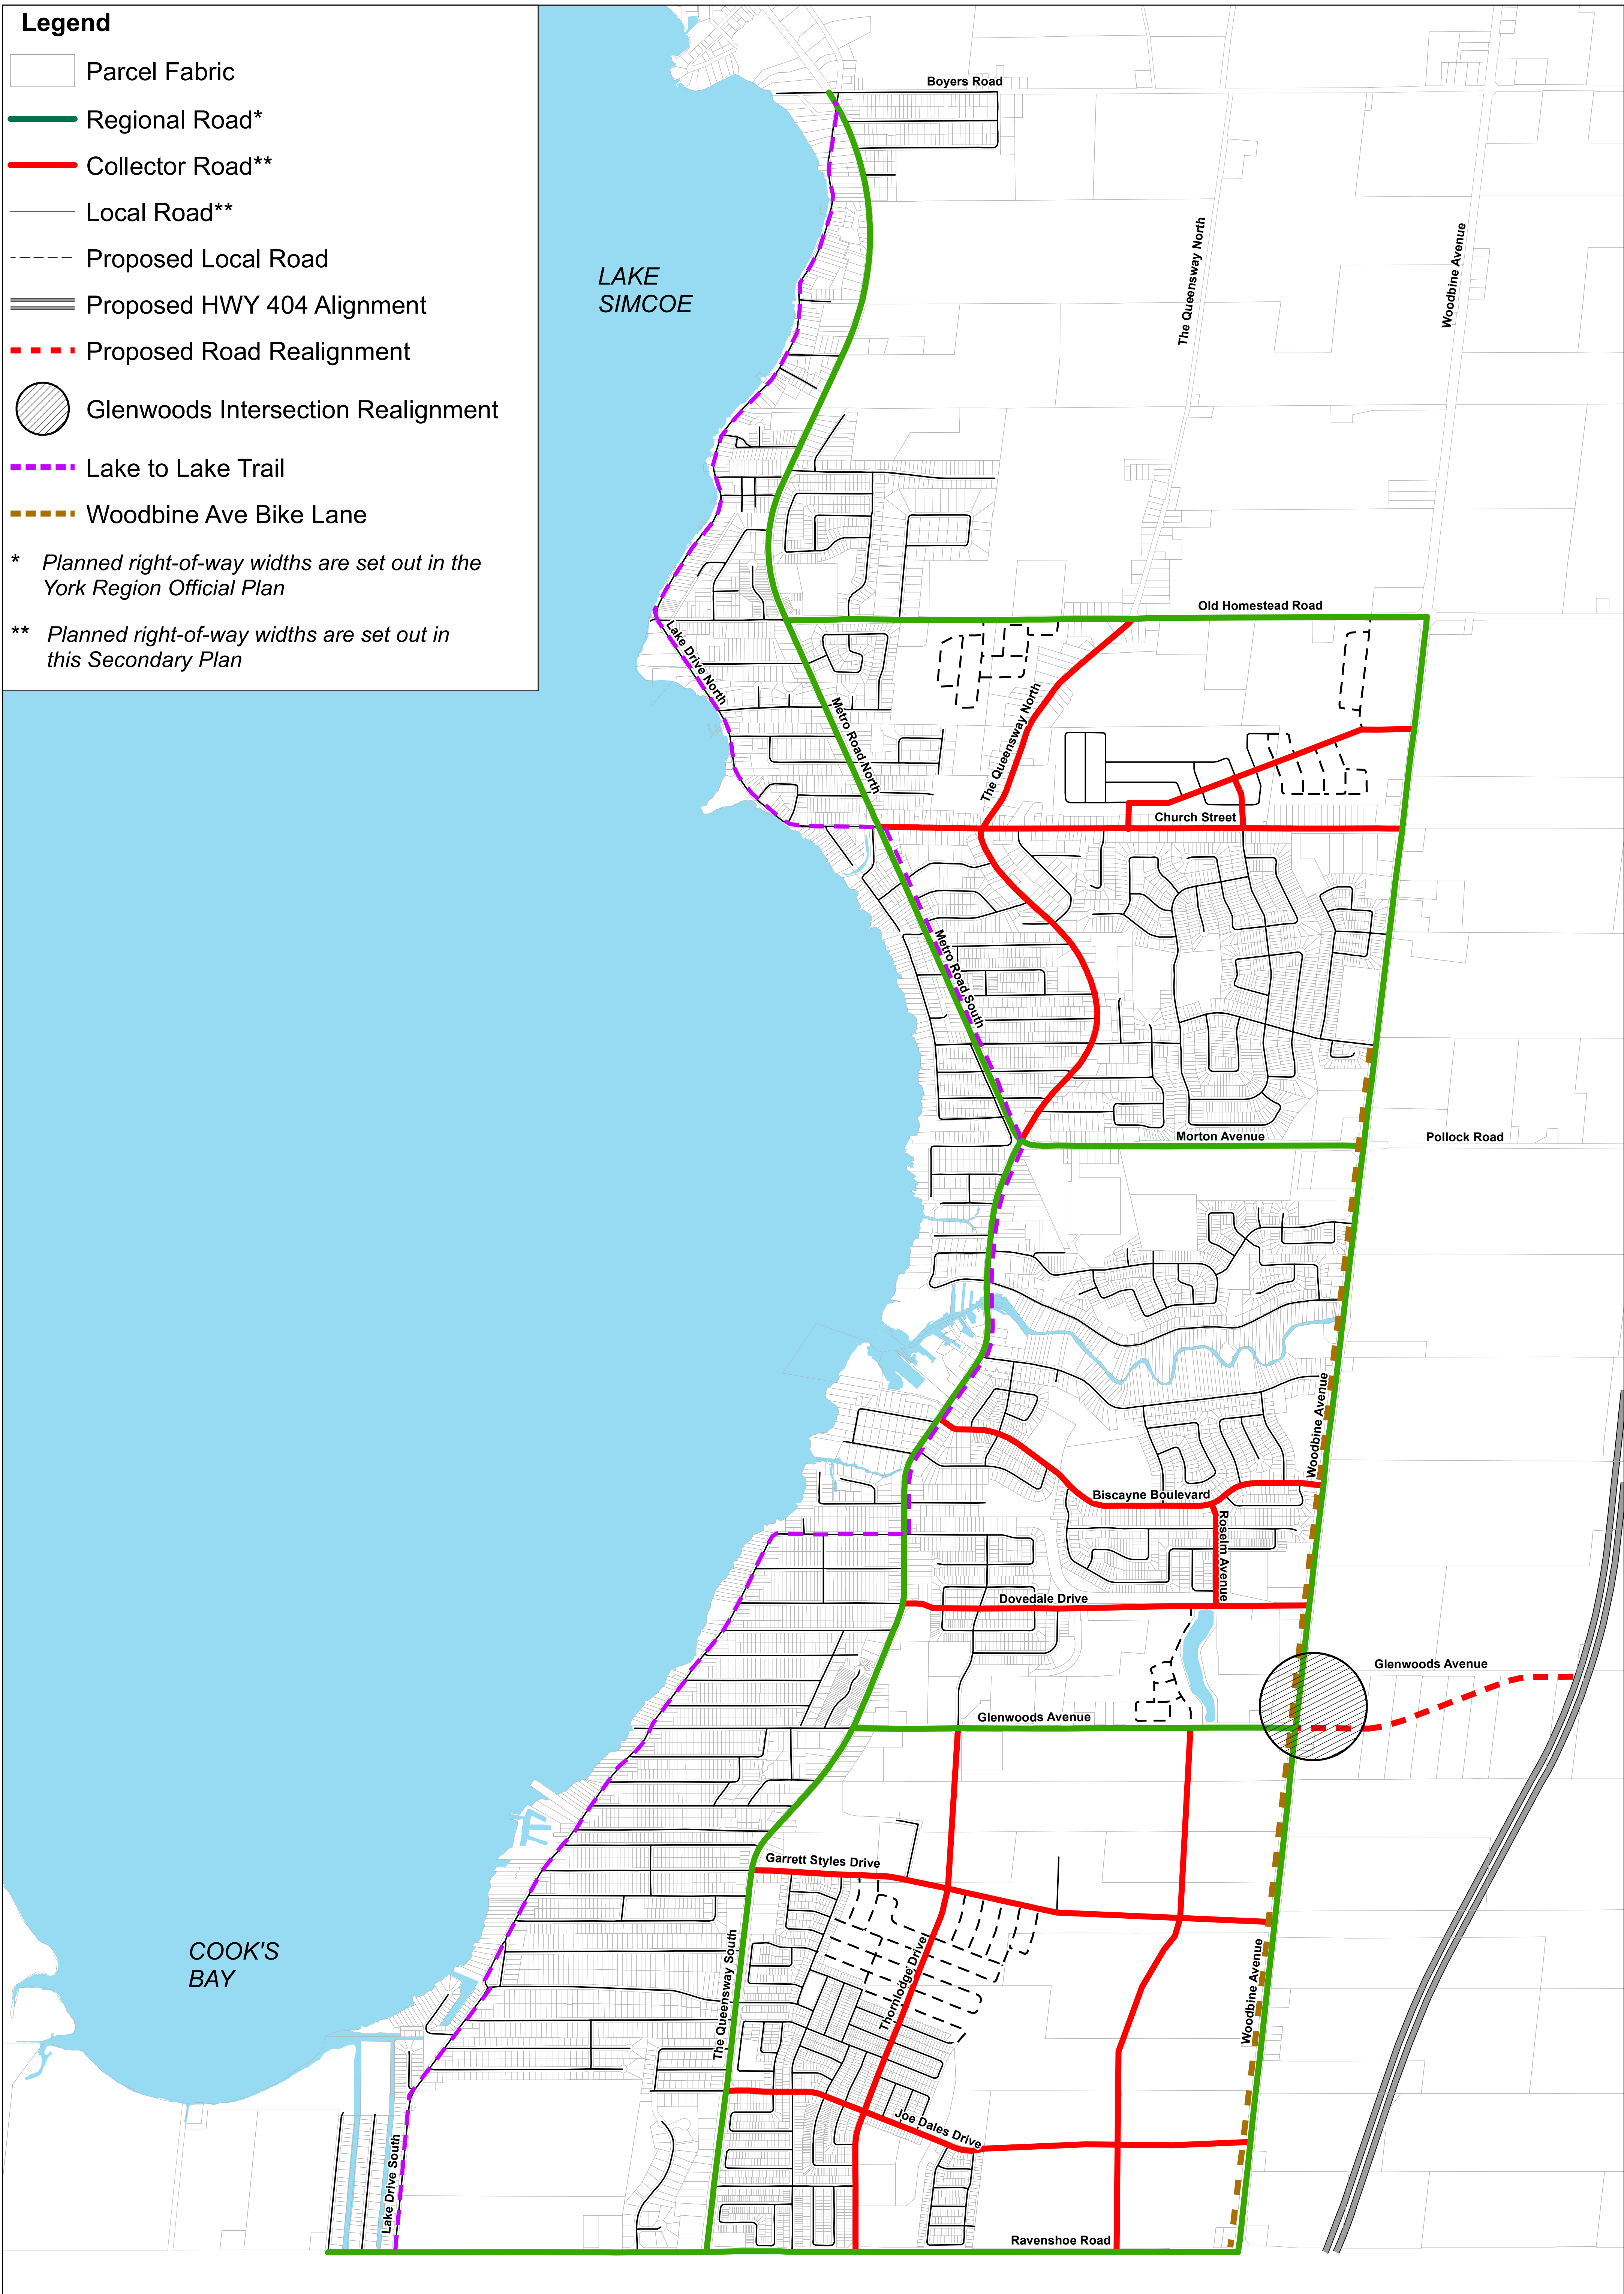 Legend
Parcel Fabric
Regional Road*
Collector Road**
Local Road**
Proposed Local Road
Proposed HWY 404 Alignment
Proposed Road Realignment
Glenwoods Intersection Realignment
Lake to Lake Trail
Woodbine Ave Bike Lane
* Planned right-of-way widths are set out in the
York Region Official Plan
** Planned right-of-way widths are set out in
this Secondary Plan
Boyers Road
LAKE
SIMCOE
The Queensway North
Woodbine Avenue
Old Homestead Road
Lake Drive North
Metro Road North
The Queensway North
Church Street
Metro Road South
Morton Avenue
Pollock Road
Woodbine Avenue
Biscayne Boulevard
Roselm Avenue
Dovedale Drive
Glenwoods Avenue
Glenwoods Avenue
Garrett Styles Drive
COOK'S
BAY
The Queensway South
Thornlodge Drive
Woodbine Avenue
Joe Dales Drive
Lake Drive South
Ravenshoe Road